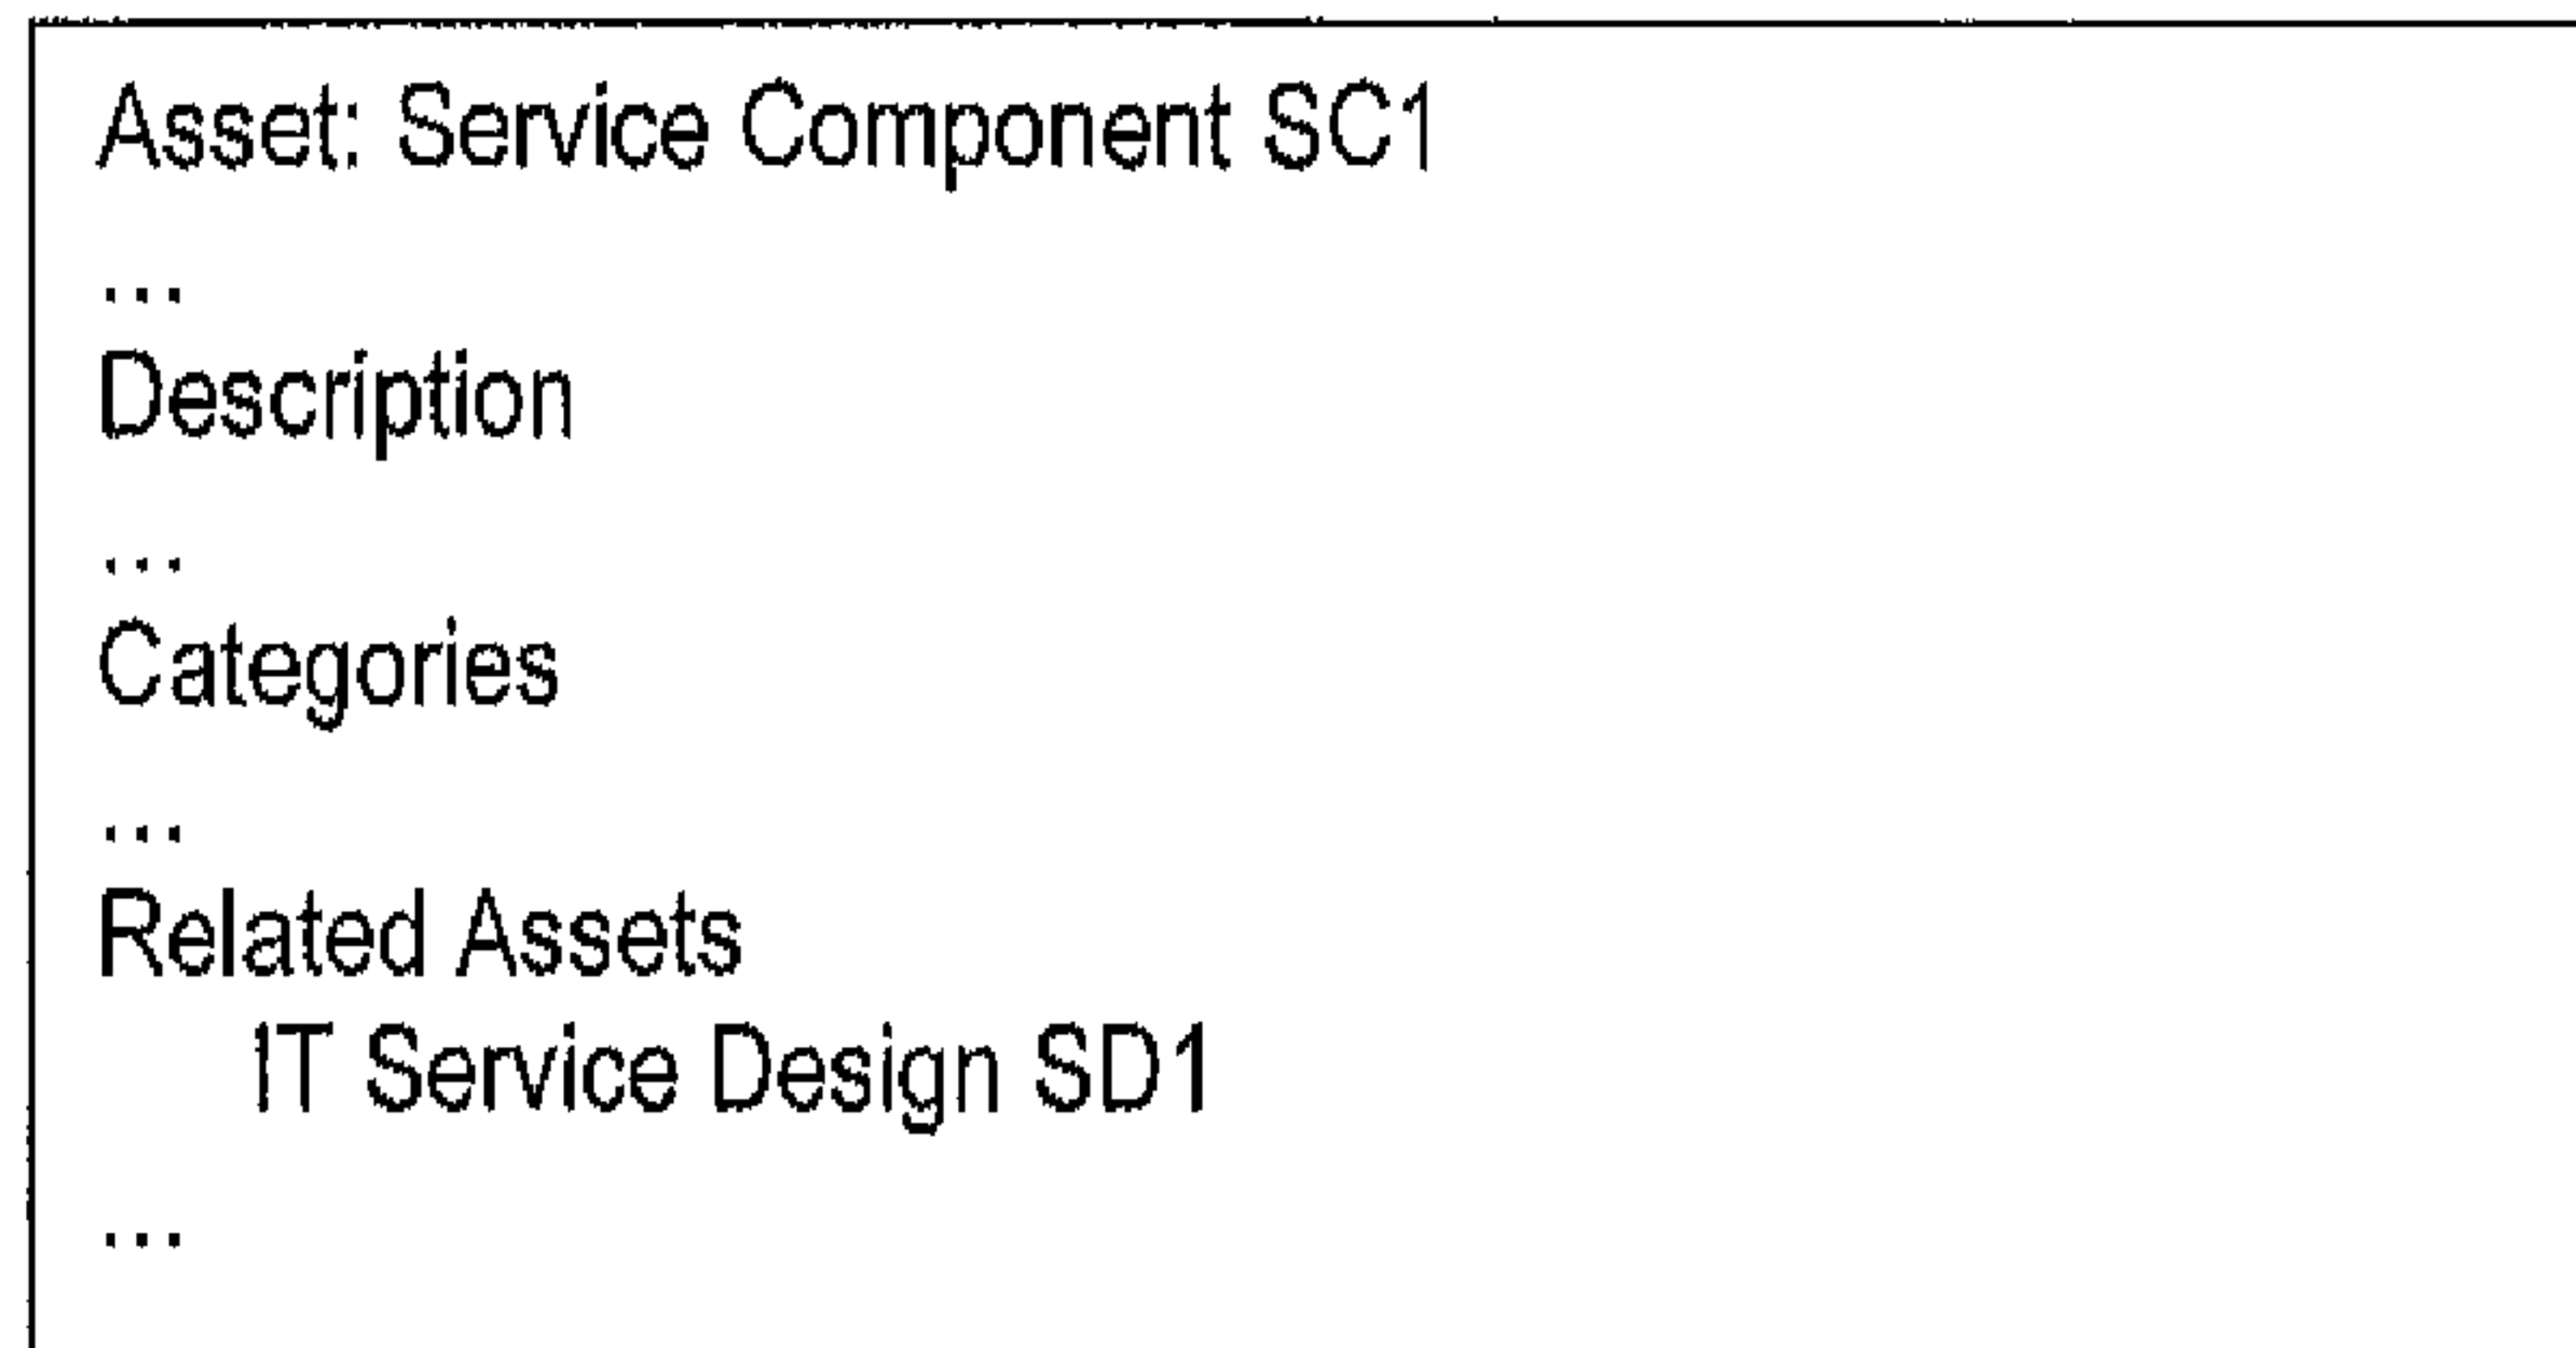 Asset: Service Component SC1
...
Description
...
Categories
...
Related Assets
IT Service Design SD1
...